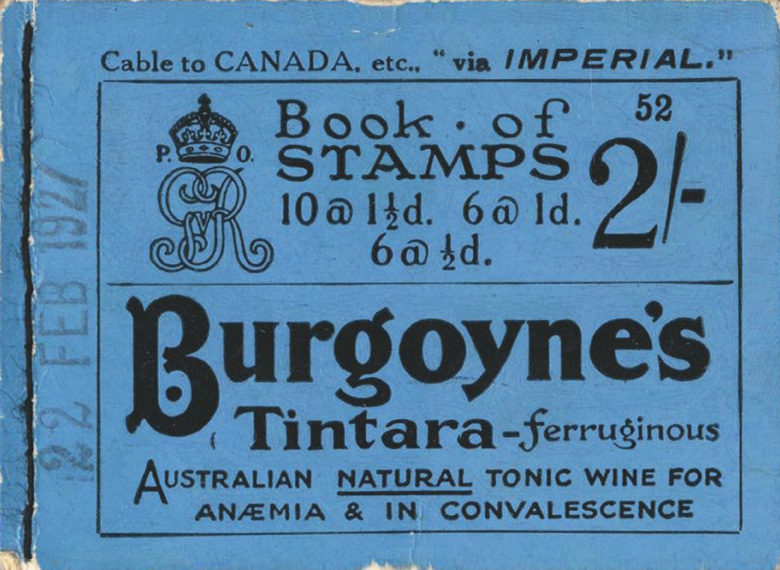 Cable to CANADA, etc., "via IMPERIAL."
P. O.
GR
Book · of
STAMPS
10@ 1½d. 6@ 1d.
6@ ½d.
52
2/-
Burgoyne's
Tintara-ferruginous
AUSTRALIAN NATURAL TONIC WINE FOR
ANÆMIA & IN CONVALESCENCE
22 FEB 1927